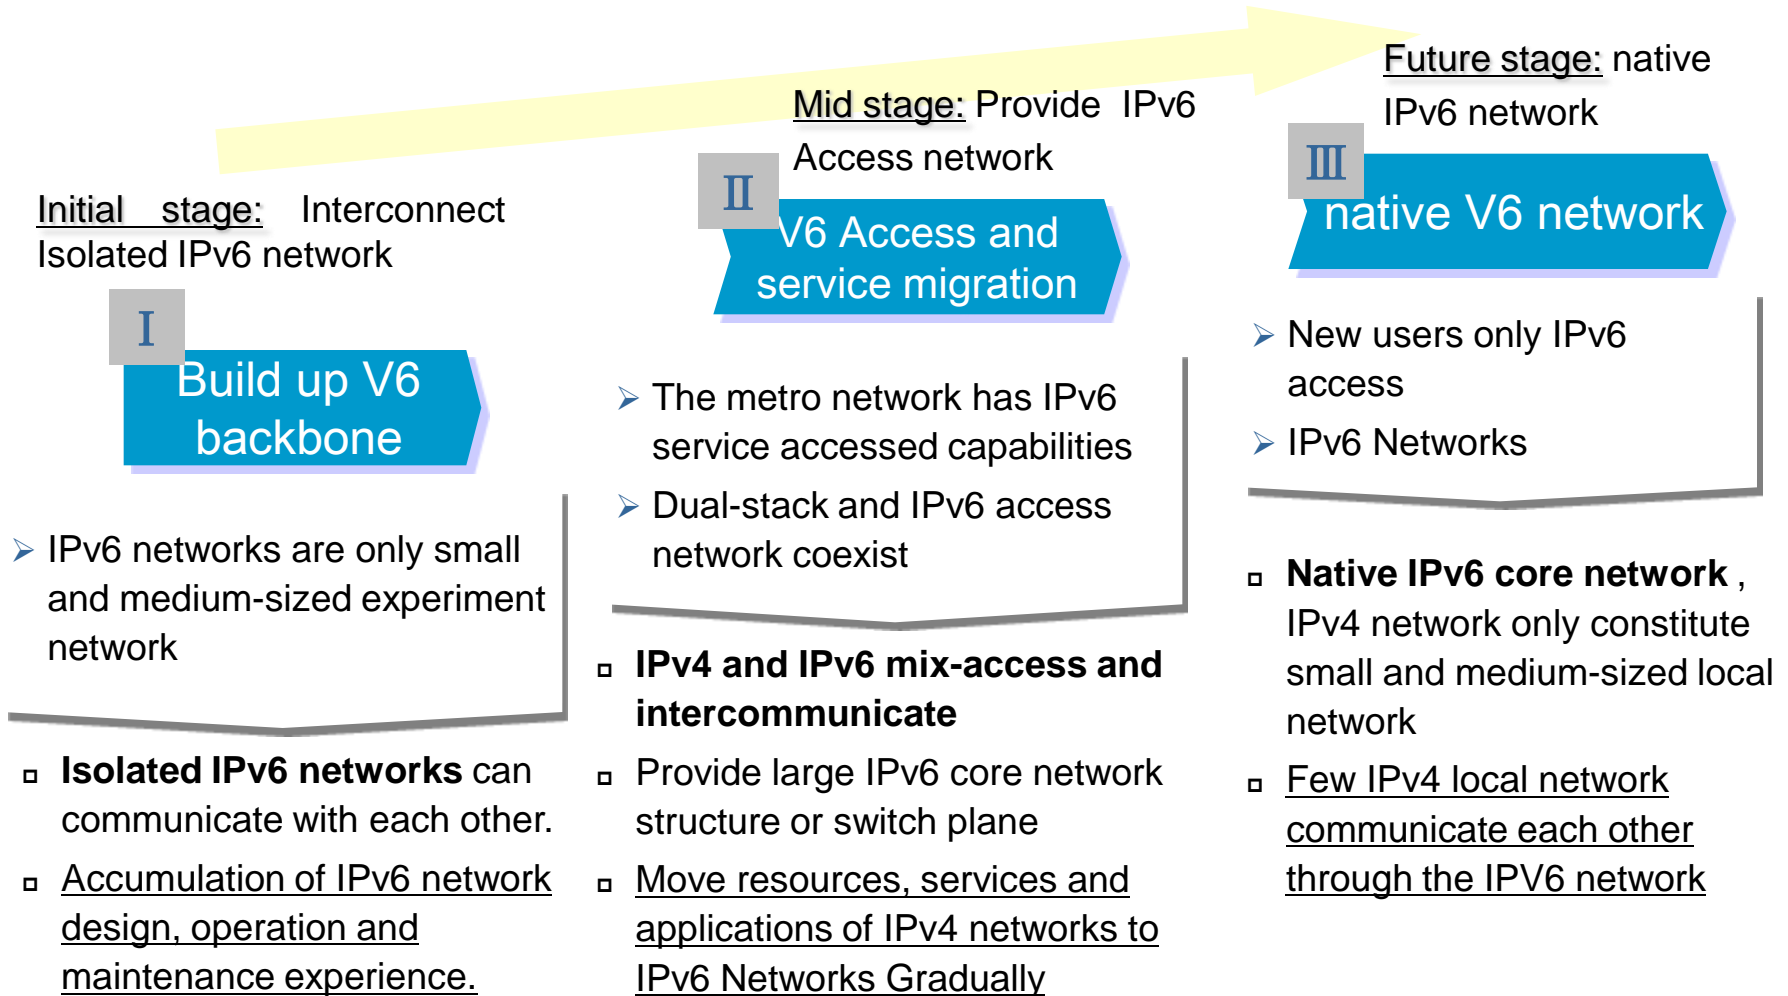 Initial stage: Interconnect
Isolated IPv6 network
I
Build up V6
backbone
➢ IPv6 networks are only small
and medium-sized experiment
network
▫ Isolated IPv6 networks can
communicate with each other.
▫ Accumulation of IPv6 network
design, operation and
maintenance experience.
Mid stage: Provide IPv6
Access network
II
V6 Access and
service migration
➢ The metro network has IPv6
service accessed capabilities
➢ Dual-stack and IPv6 access
network coexist
▫ IPv4 and IPv6 mix-access and
intercommunicate
▫ Provide large IPv6 core network
structure or switch plane
▫ Move resources, services and
applications of IPv4 networks to
IPv6 Networks Gradually
Future stage: native
IPv6 network
III
native V6 network
➢ New users only IPv6
access
➢ IPv6 Networks
▫ Native IPv6 core network ,
IPv4 network only constitute
small and medium-sized local
network
▫ Few IPv4 local network
communicate each other
through the IPV6 network